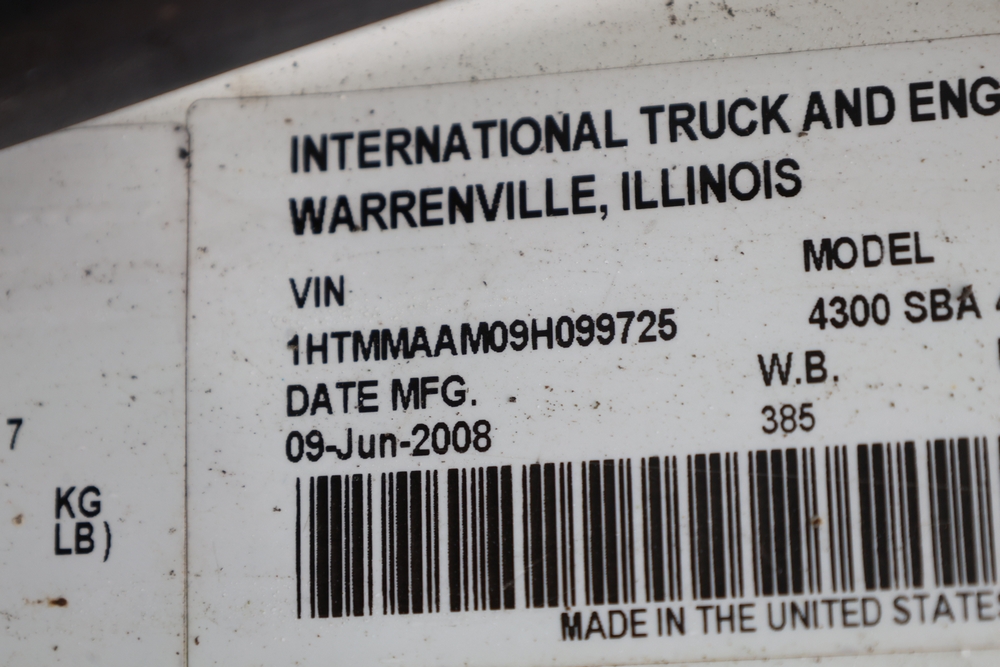 INTERNATIONAL TRUCK AND ENG
WARRENVILLE, ILLINOIS
VIN
MODEL
1HTMMAAM09H099725
4300 SBA
DATE MFG.
W.B.
09-Jun-2008
385
7
KG
LB)
MADE IN THE UNITED STATES